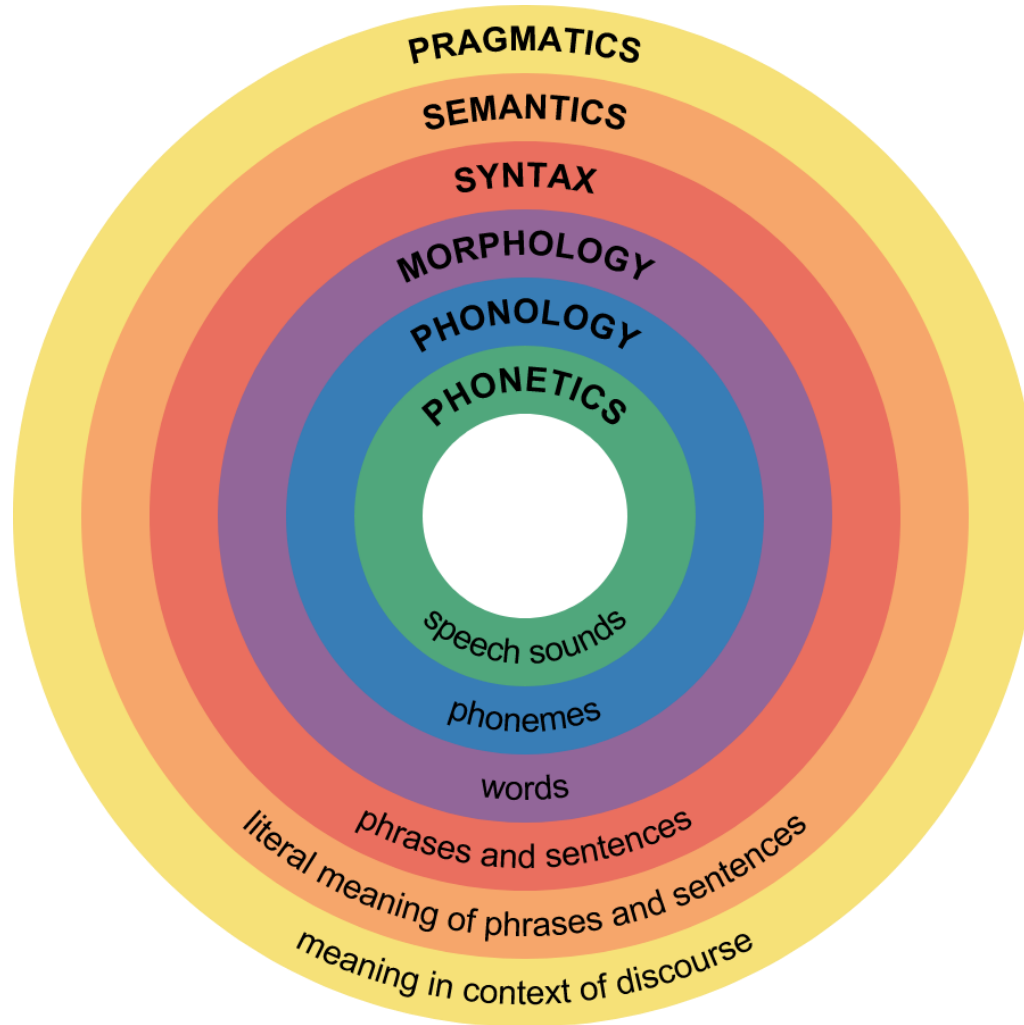 PRAGMATICS
SEMANTICS
SYNTAX
MORPHOLOGY
PHONOLOGY
PHONETICS
speech sounds
phonemes
words
phrases and sentences
literal meaning of phrases and sentences
meaning in context of discourse